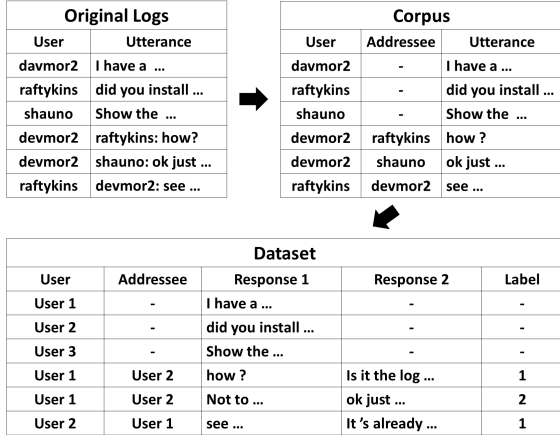 Original Logs
User Utterance
davmor2 I have a ...
raftykins did you install ...
shauno Show the ...
devmor2 raftykins: how?
devmor2 shauno: ok just ...
raftykins devmor2: see ...
Corpus
User Addressee Utterance
davmor2 - I have a ...
raftykins - did you install ...
shauno - Show the ...
devmor2 raftykins how ?
devmor2 shauno ok just ...
raftykins devmor2 see ...
Dataset
User Addressee Response 1 Response 2 Label
User 1 - I have a ... - -
User 2 - did you install ... - -
User 3 - Show the ... - -
User 1 User 2 how ? Is it the log ... 1
User 1 User 2 Not to ... ok just ... 2
User 2 User 1 see ... It 's already ... 1